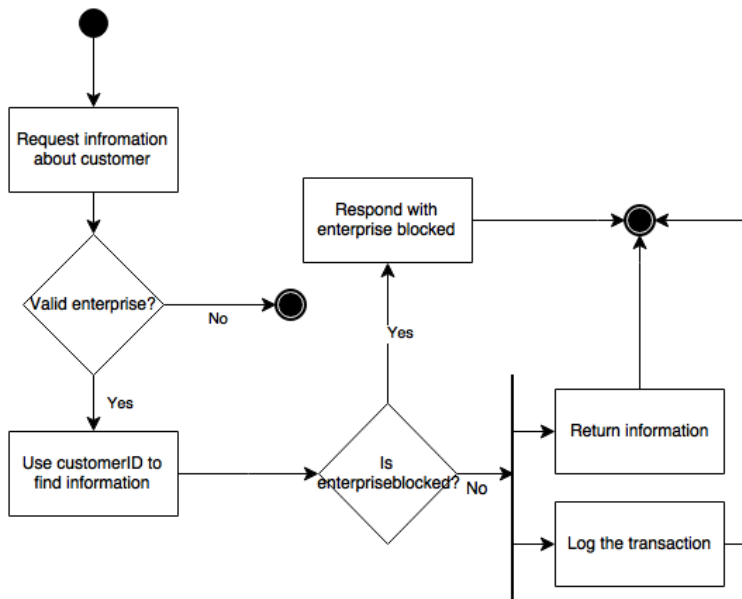 Request infromation
about customer
Valid enterprise?
No
Yes
Use customerID to
find information
Respond with
enterprise blocked
Yes
Is
enterpriseblocked?
No
Return information
Log the transaction